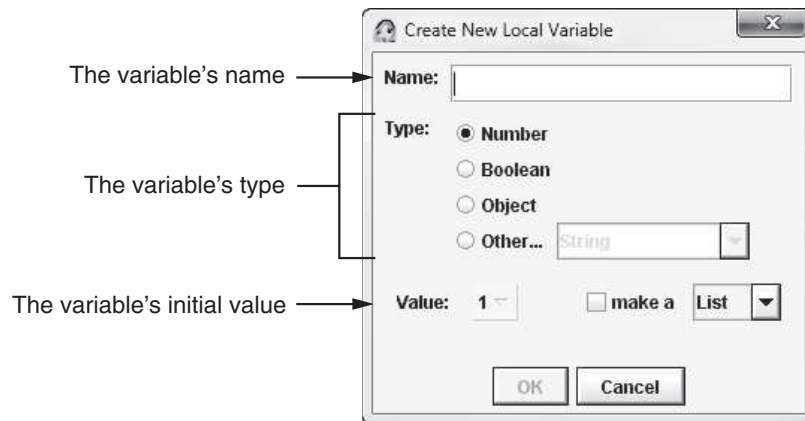 Create New Local Variable
The variable's name
Name:
Type:
Number
Boolean
The variable's type
Object
Other... String
The variable's initial value
Value: 1 make a List
OK Cancel